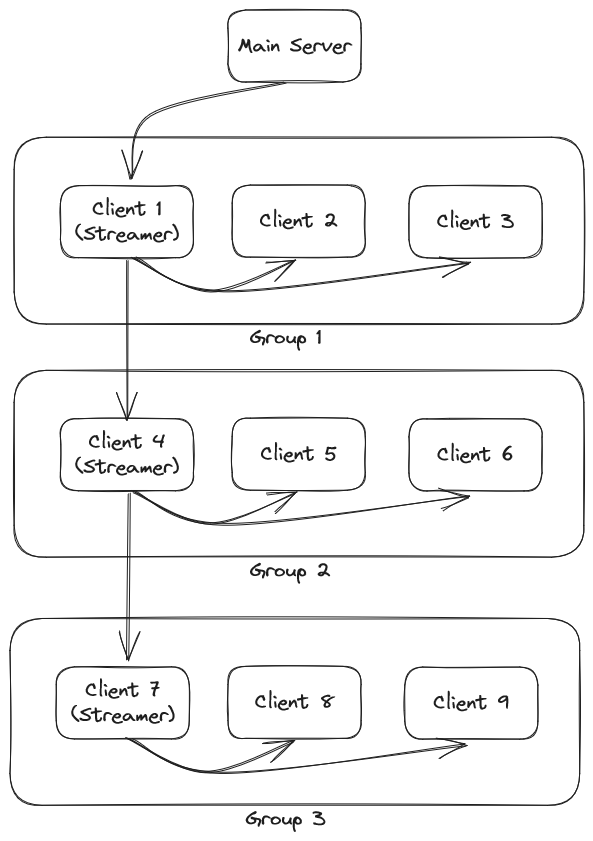 Main Server
Client 1
(Streamer)
Client 2
Client 3
Group 1
Client 4
(Streamer)
Client 5
Client 6
Group 2
Client 7
(Streamer)
Client 8
Client 9
Group 3